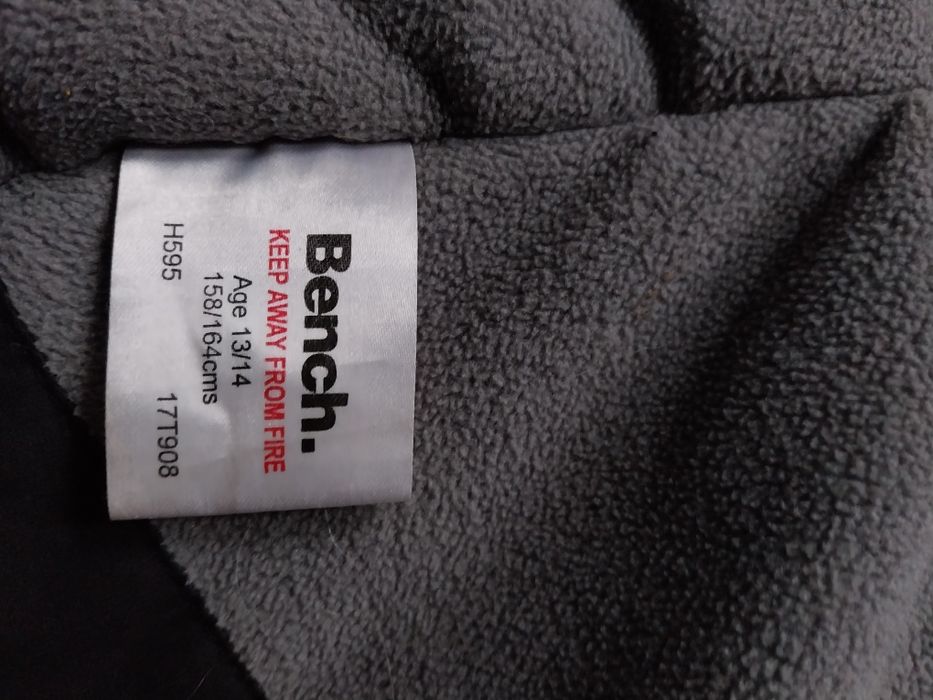 Bench.
KEEP AWAY FROM FIRE
Age 13/14
158/164cms
H595 17T908